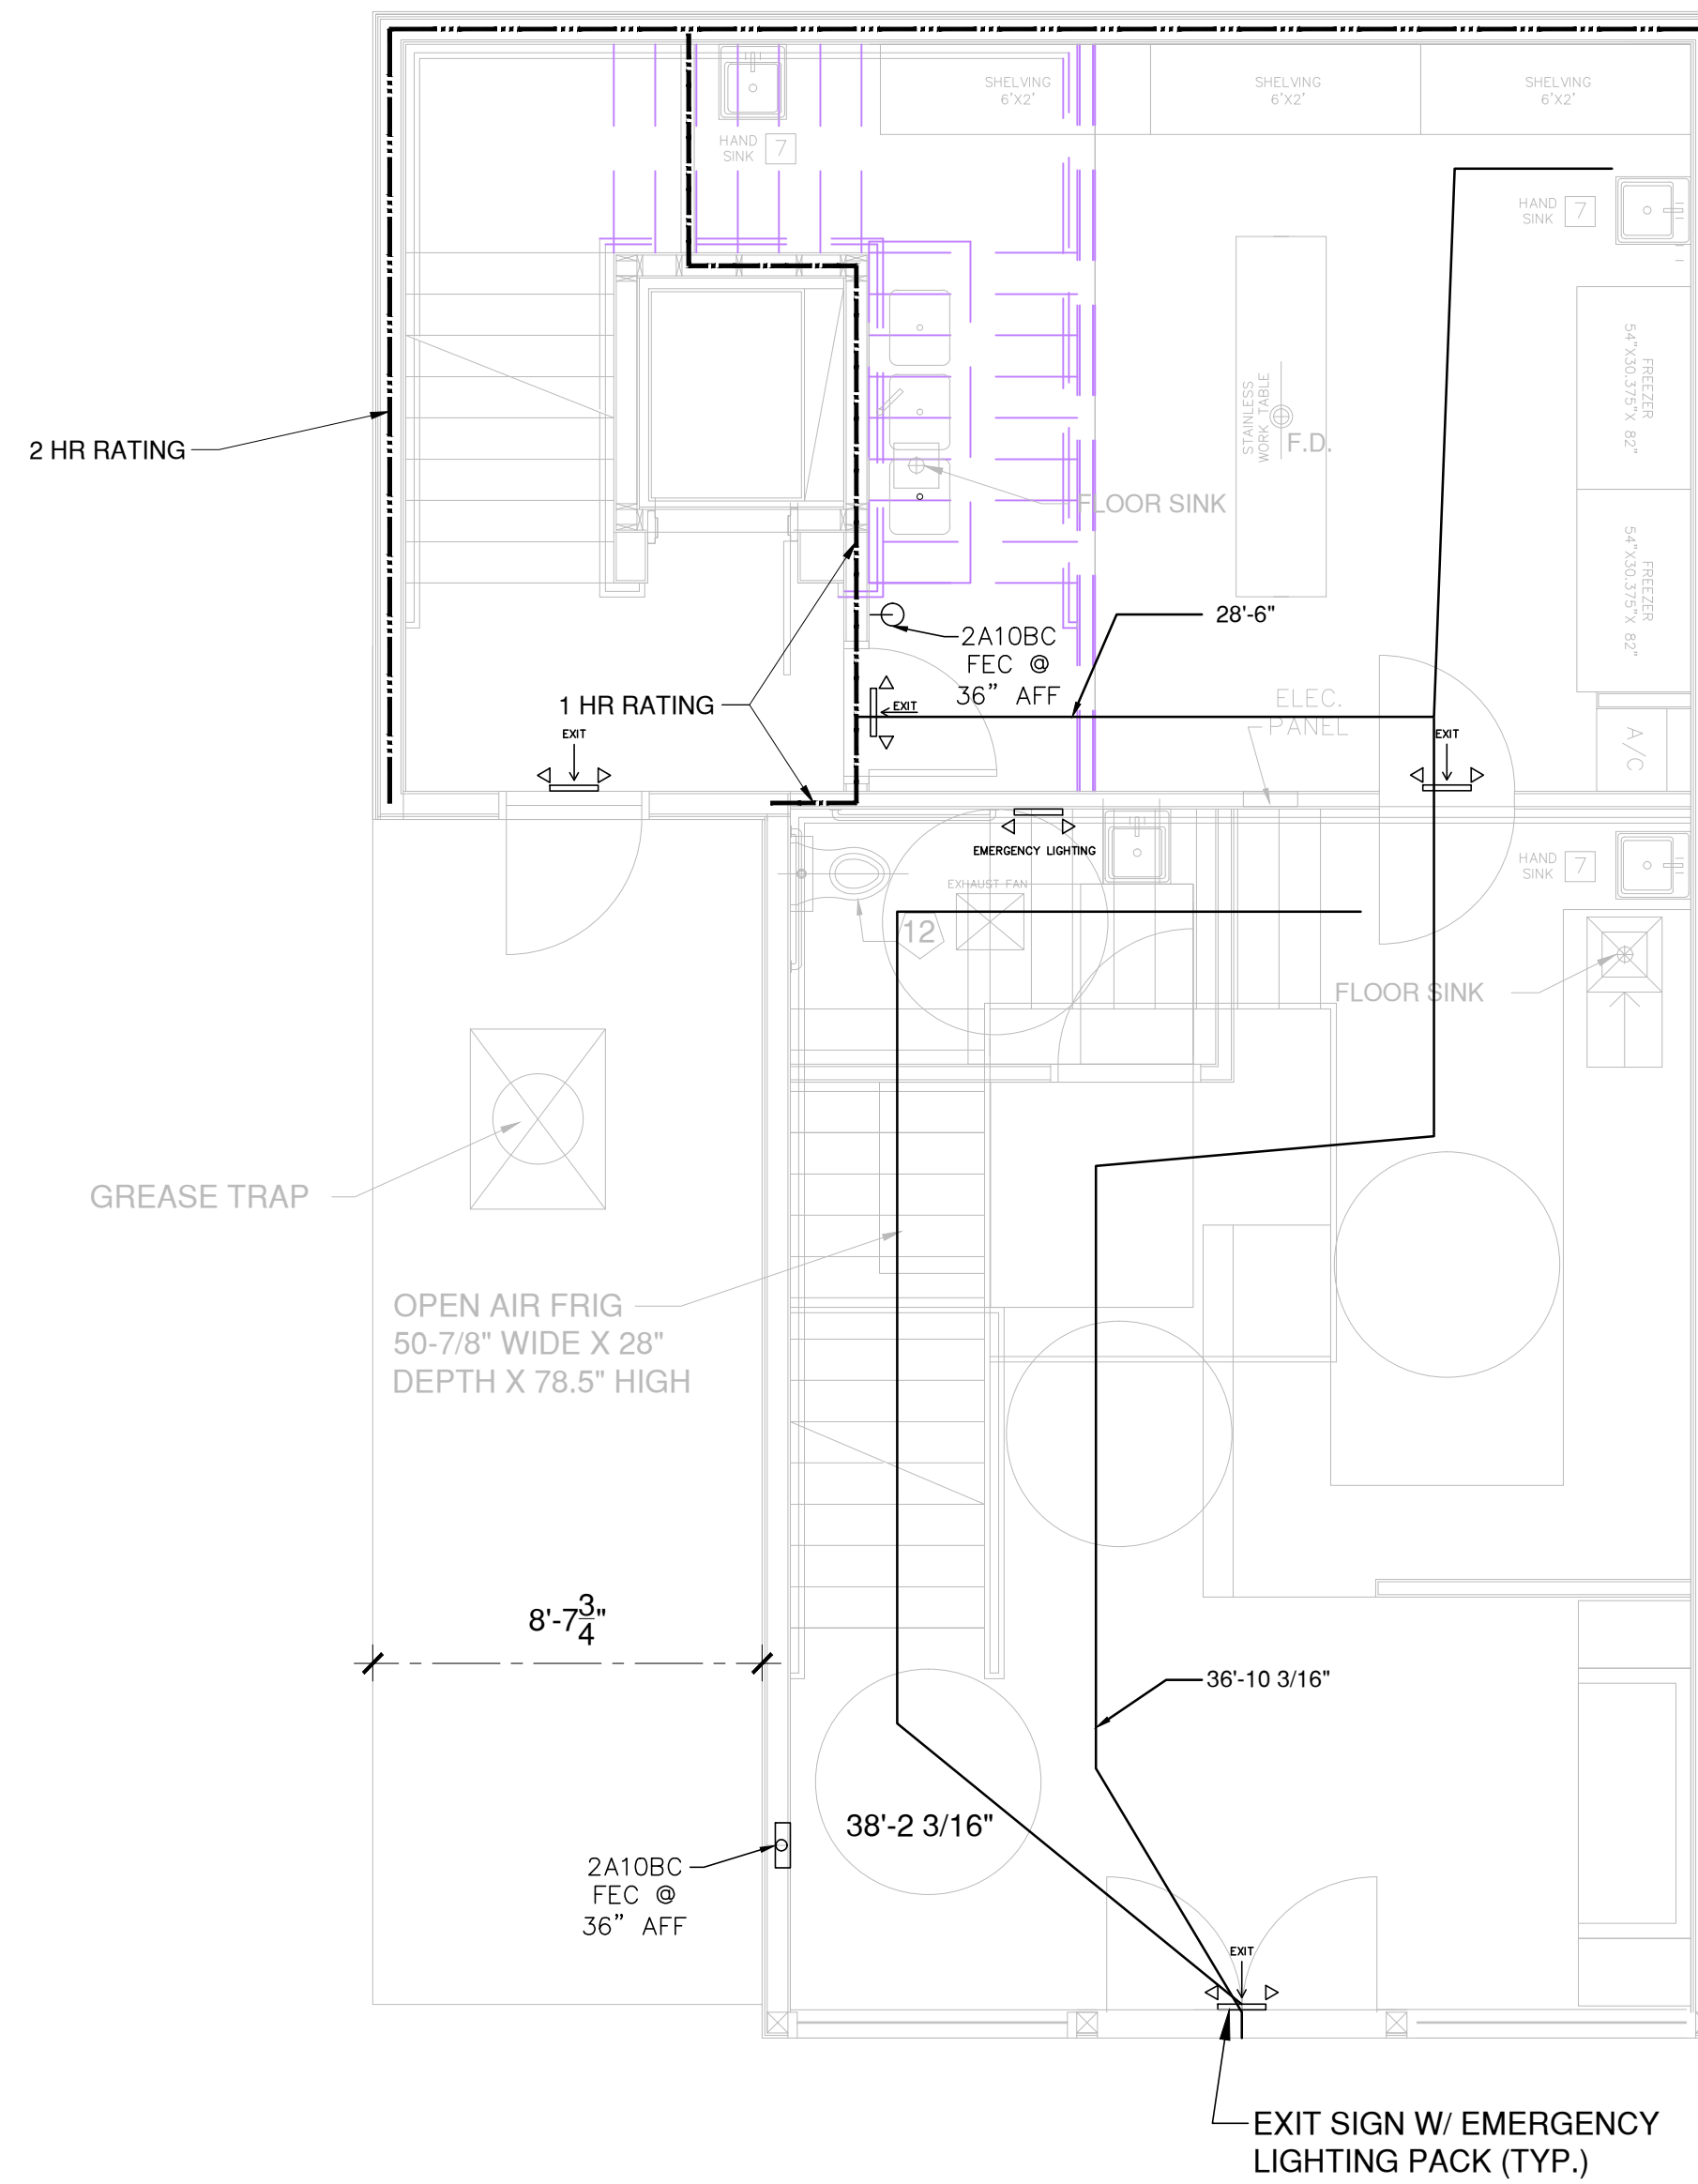 SHELVING
6'X2'
SHELVING
6'X2'
SHELVING
6'X2'
HAND
SINK
7
HAND
SINK
7
FREEZER
54"X30.375"X 82"
STAINLESS
WORK TABLE
F.D.
2 HR RATING
FLOOR SINK
FREEZER
54"X30.375"X 82"
28'-6"
2A10BC
FEC @
36” AFF
1 HR RATING
EXIT
ELEC.
PANEL
EXIT
EXIT
A/C
EMERGENCY LIGHTING
HAND
SINK
7
EXHAUST FAN
12
FLOOR SINK
GREASE TRAP
OPEN AIR FRIG
50-7/8" WIDE X 28"
DEPTH X 78.5" HIGH
8'-7 3/4"
36'-10 3/16"
38'-2 3/16"
2A10BC
FEC @
36” AFF
EXIT
EXIT SIGN W/ EMERGENCY
LIGHTING PACK (TYP.)